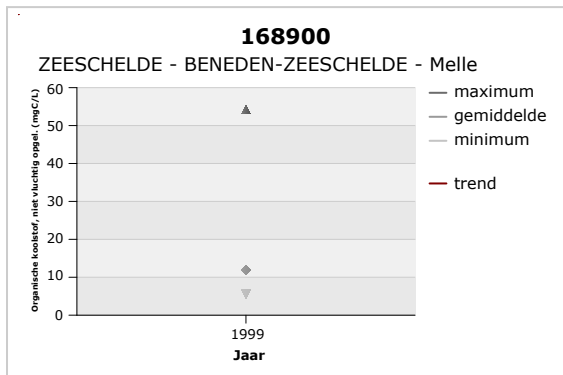 168900
ZEESCHELDE - BENEDEN-ZEESCHELDE - Melle
Organische koolstof, niet vluchtig opgel. (mgC/L)
60
50
40
30
20
10
0
1999
Jaar
maximum
gemiddelde
minimum
trend